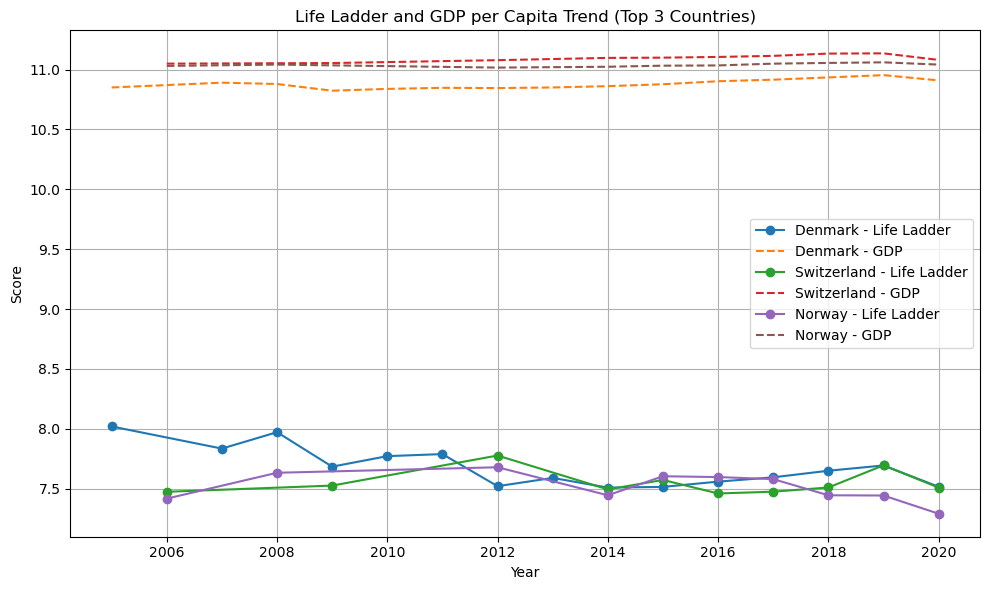 Life Ladder and GDP per Capita Trend (Top 3 Countries)
Score
11.0
10.5
10.0
9.5
9.0
8.5
8.0
7.5
Denmark - Life Ladder
Denmark - GDP
Switzerland - Life Ladder
Switzerland - GDP
Norway - Life Ladder
Norway - GDP
2006 2008 2010 2012 2014 2016 2018 2020
Year